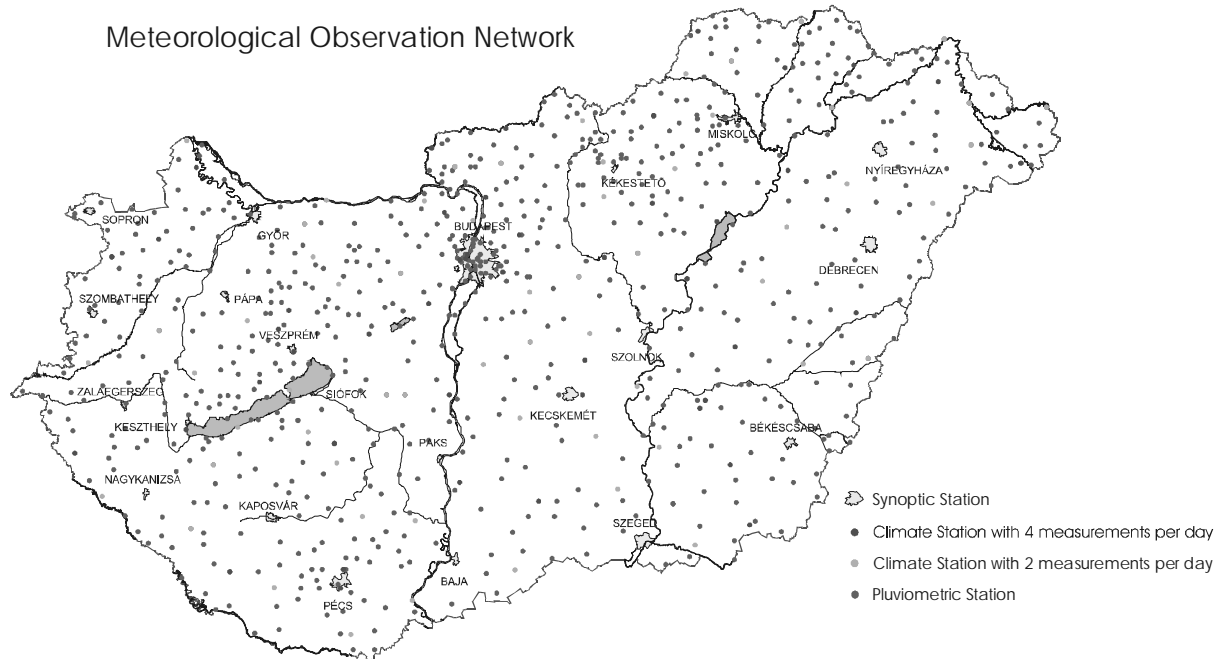 Meteorological Observation Network
MISKOLC
NYÍREGYHÁZA
KÉKESTETŐ
SOPRON
GYŐR
BUDAPEST
DEBRECEN
SZOMBATHELY
PÁPA
VESZPRÉM
SZOLNOK
ZALAEGERSZEG
SIÓFOK
KECSKEMÉT
KESZTHELY
BÉKÉSCSABA
PAKS
NAGYKANIZSA
KAPOSVÁR
SZEGED
BAJA
PÉCS
Synoptic Station
Climate Station with 4 measurements per day
Climate Station with 2 measurements per day
Pluviometric Station